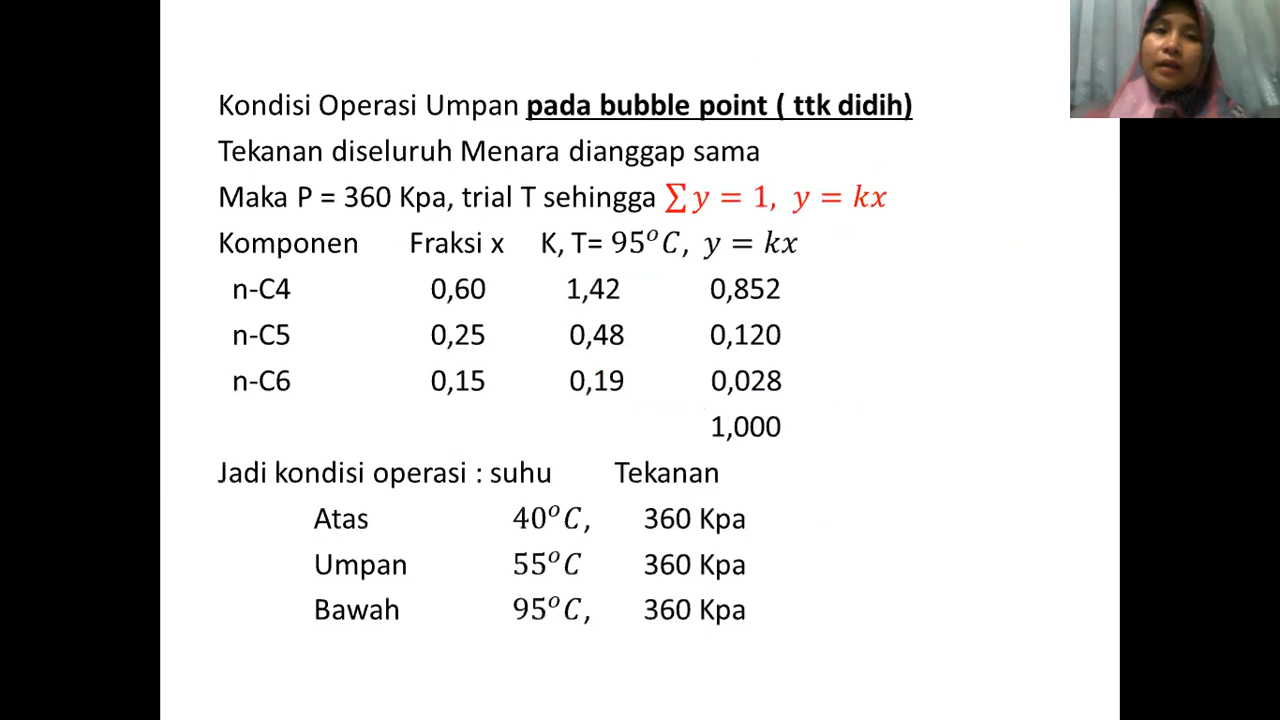 Kondisi Operasi Umpan pada bubble point ( ttk didih)
Tekanan diseluruh Menara dianggap sama
Maka P = 360 Kpa, trial T sehingga ∑ y = 1, y = kx
Komponen Fraksi x K, T= 95°C, y = kx
n-C4 0,60 1,42 0,852
n-C5 0,25 0,48 0,120
n-C6 0,15 0,19 0,028
1,000
Jadi kondisi operasi : suhu Tekanan
Atas 40°C, 360 Kpa
Umpan 55°C 360 Kpa
Bawah 95°C, 360 Kpa